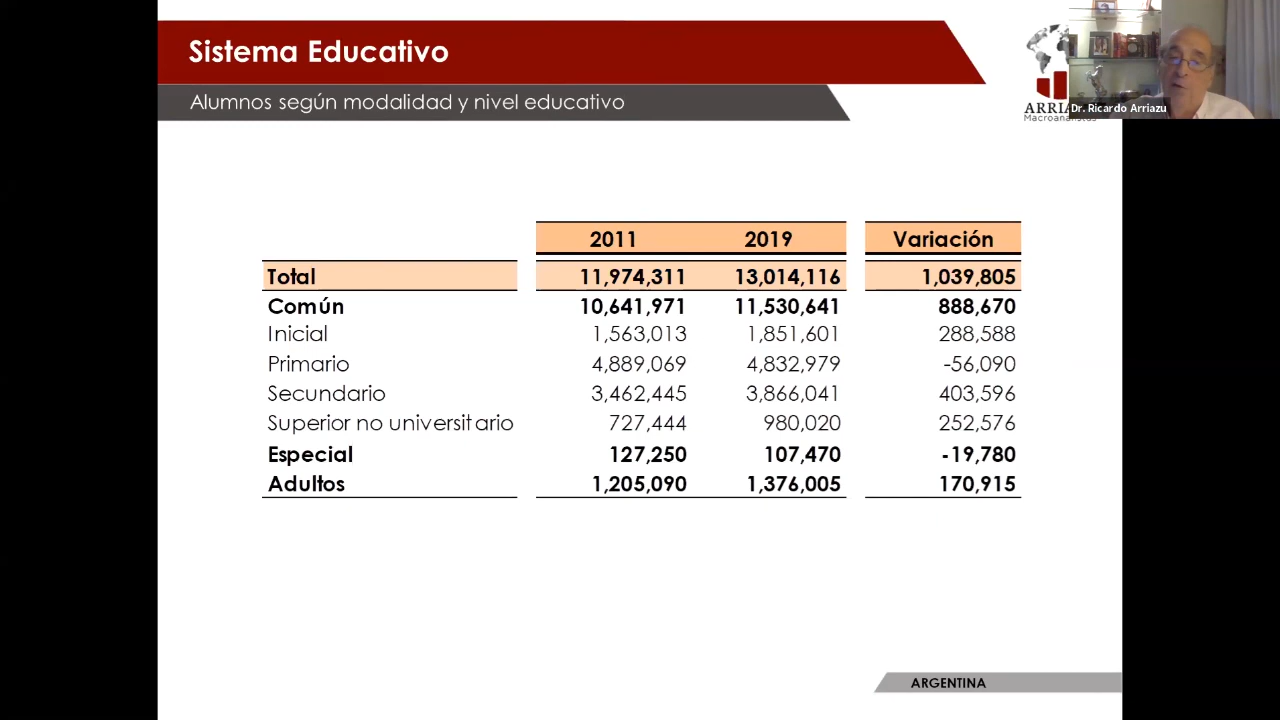 Sistema Educativo
Alumnos según modalidad y nivel educativo
ARRIA
Macroanalistas
Dr. Ricardo Arriazu
2011 2019 Variación
Total 11,974,311 13,014,116 1,039,805
Común 10,641,971 11,530,641 888,670
Inicial 1,563,013 1,851,601 288,588
Primario 4,889,069 4,832,979 -56,090
Secundario 3,462,445 3,866,041 403,596
Superior no universitario 727,444 980,020 252,576
Especial 127,250 107,470 -19,780
Adultos 1,205,090 1,376,005 170,915
ARGENTINA